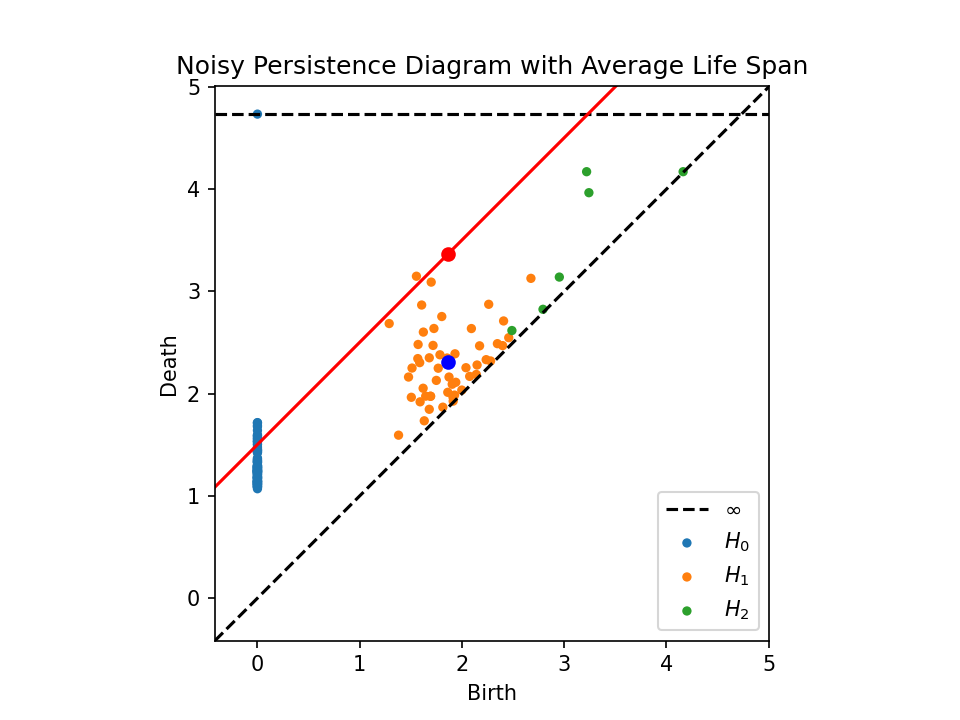 Noisy Persistence Diagram with Average Life Span
5
4
3
2
1
0
Death
∞
H₀
H₁
H₂
0 1 2 3 4 5
Birth